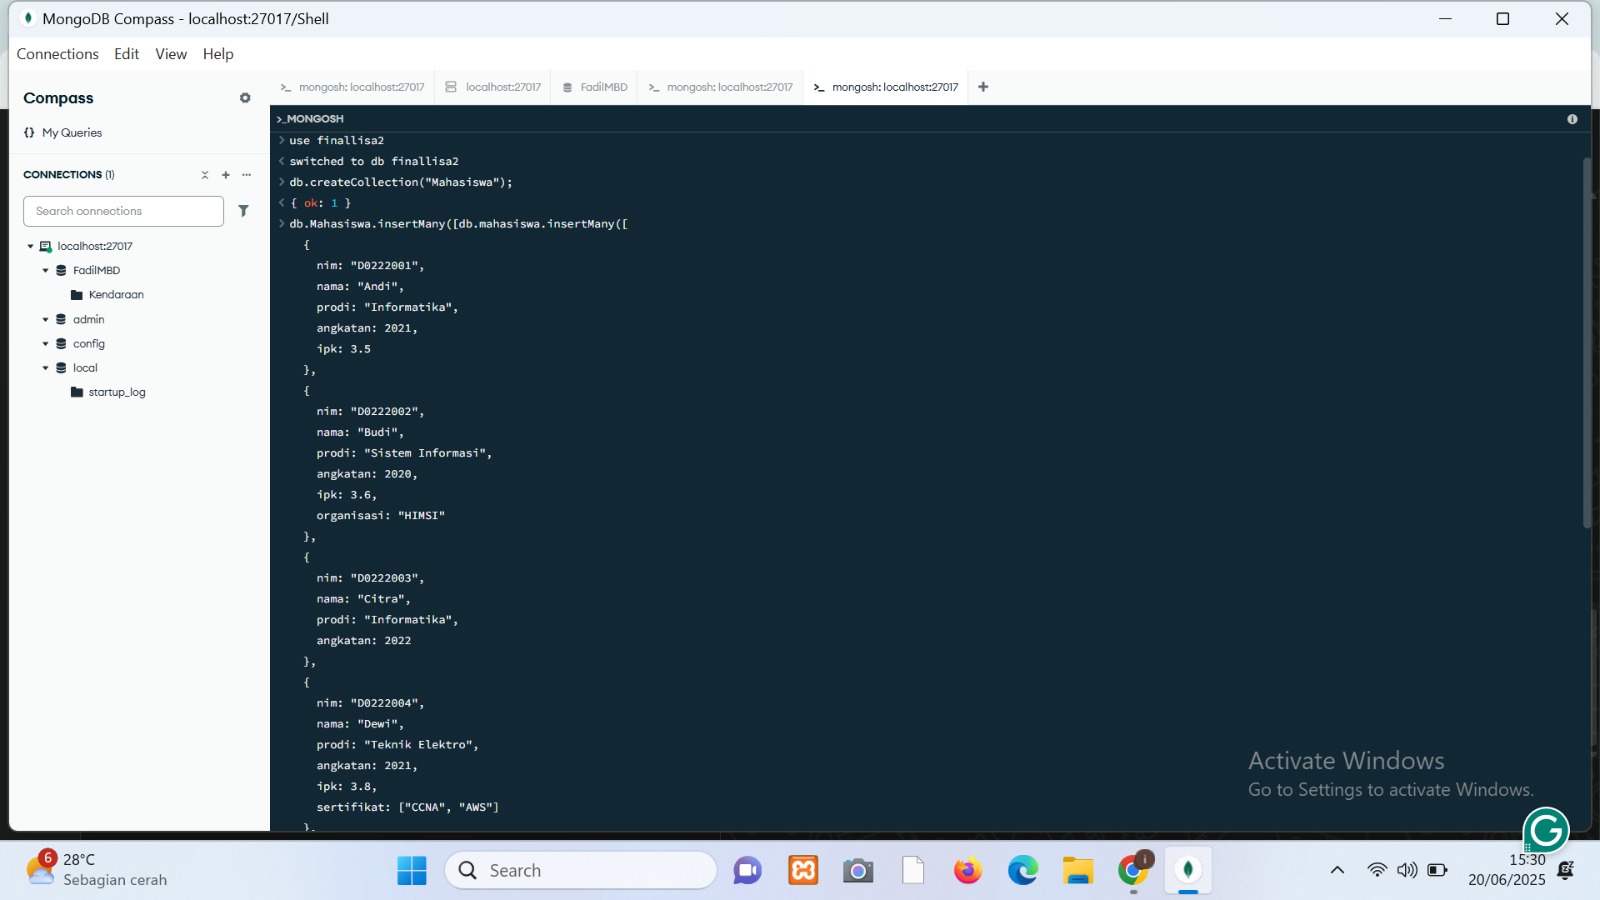 MongoDB Compass - localhost:27017/Shell
Connections Edit View Help
Compass
{} My Queries
CONNECTIONS (1)
Search connections
localhost:27017
FadilMBD
Kendaraan
admin
config
local
startup_log
>_ mongosh: localhost:27017 localhost:27017 FadilMBD >_ mongosh: localhost:27017 >_ mongosh: localhost:27017 +
>_MONGOSH
> use finallisa2
< switched to db finallisa2
> db.createCollection("Mahasiswa");
< { ok: 1 }
> db.Mahasiswa.insertMany([db.mahasiswa.insertMany([
{
nim: "D0222001",
nama: "Andi",
prodi: "Informatika",
angkatan: 2021,
ipk: 3.5
},
{
nim: "D0222002",
nama: "Budi",
prodi: "Sistem Informasi",
angkatan: 2020,
ipk: 3.6,
organisasi: "HIMSI"
},
{
nim: "D0222003",
nama: "Citra",
prodi: "Informatika",
angkatan: 2022
},
{
nim: "D0222004",
nama: "Dewi",
prodi: "Teknik Elektro",
angkatan: 2021,
ipk: 3.8,
sertifikat: ["CCNA", "AWS"]
},
Activate Windows
Go to Settings to activate Windows.
6
28°C
Sebagian cerah
Search
15:30
20/06/2025